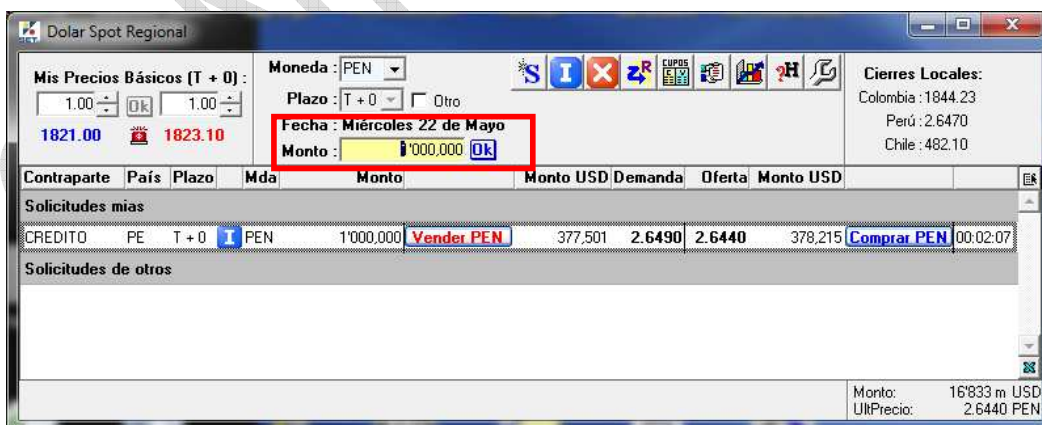 Dolar Spot Regional
Mis Precios Básicos (T + 0) :
1.00 Ok 1.00
1821.00 1823.10
Moneda : PEN
Plazo : T + 0 Otro
Fecha : Miércoles 22 de Mayo
Monto : 1'000,000 Ok
S I X zR CUPOS ?H
Cierres Locales:
Colombia : 1844.23
Perú : 2.6470
Chile : 482.10
Contraparte País Plazo Mda Monto Monto USD Demanda Oferta Monto USD
Solicitudes mias
CREDITO PE T + 0 I PEN 1'000,000 Vender PEN 377,501 2.6490 2.6440 378,215 Comprar PEN 00:02:07
Solicitudes de otros
Monto: 16'833 m USD
UltPrecio: 2.6440 PEN